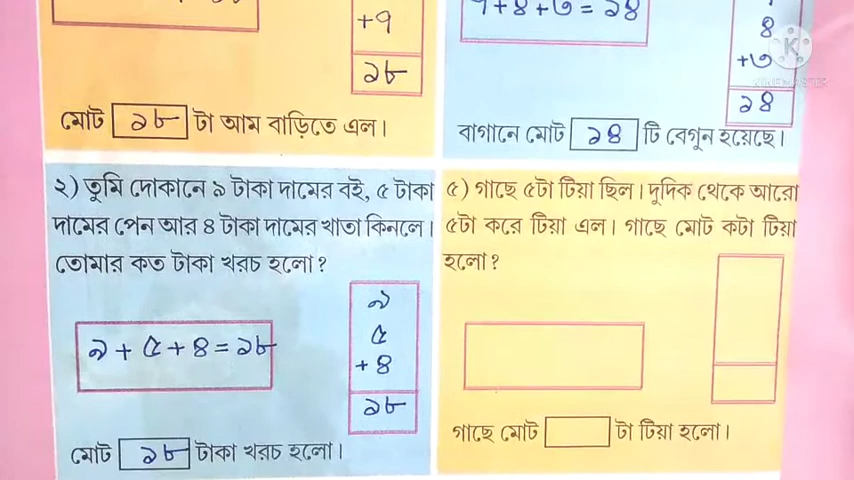 +৭
১৮
মোট ১৮ টা আম বাড়িতে এল।
৭+৪+৩ = ১৪
৪
+৩
১৪
বাগানে মোট ১৪ টি বেগুন হয়েছে।
KINEMASTER
২) তুমি দোকানে ৯ টাকা দামের বই, ৫ টাকা
দামের পেন আর ৪ টাকা দামের খাতা কিনলে।
তোমার কত টাকা খরচ হলো?
৯ + ৫ + ৪ = ১৮
৯
৫
+ ৪
১৮
মোট ১৮ টাকা খরচ হলো।
৫) গাছে ৫টা টিয়া ছিল। দুদিক থেকে আরো
৫টা করে টিয়া এল। গাছে মোট কটা টিয়া
হলো?
গাছে মোট টা টিয়া হলো।